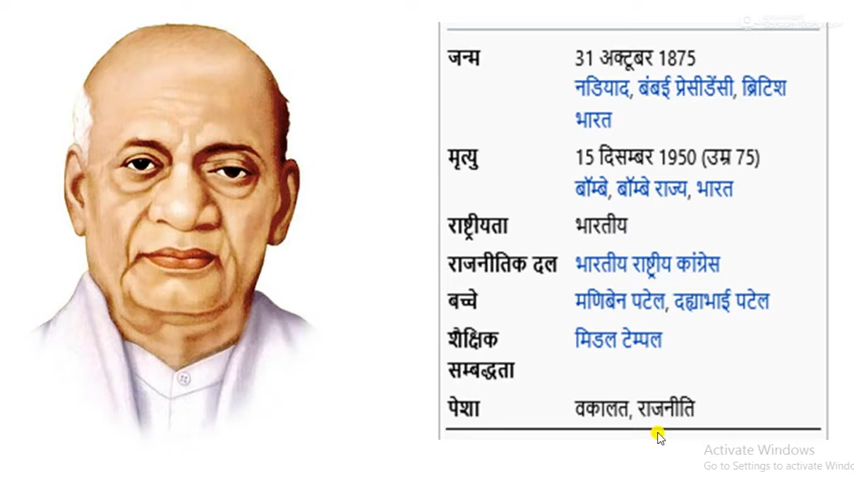 जन्म 31 अक्टूबर 1875
नडियाद, बंबई प्रेसीडेंसी, ब्रिटिश
भारत
मृत्यु 15 दिसम्बर 1950 (उम्र 75)
बॉम्बे, बॉम्बे राज्य, भारत
राष्ट्रीयता भारतीय
राजनीतिक दल भारतीय राष्ट्रीय कांग्रेस
बच्चे मणिबेन पटेल, दह्याभाई पटेल
शैक्षिक मिडल टेम्पल
सम्बद्धता
पेशा वकालत, राजनीति
Activate Windows
Go to Settings to activate Windo